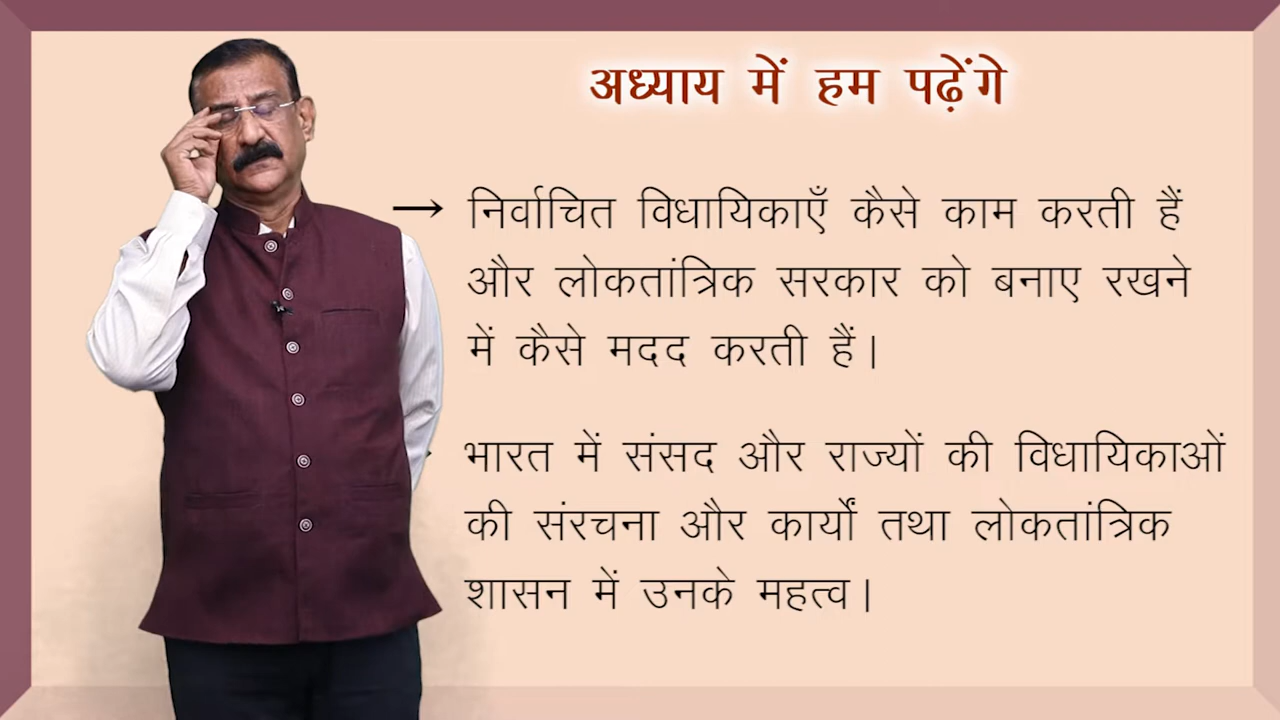 अध्याय में हम पढ़ेंगे
→ निर्वाचित विधायिकाएँ कैसे काम करती हैं
और लोकतांत्रिक सरकार को बनाए रखने
में कैसे मदद करती हैं।
भारत में संसद और राज्यों की विधायिकाओं
की संरचना और कार्यों तथा लोकतांत्रिक
शासन में उनके महत्व।